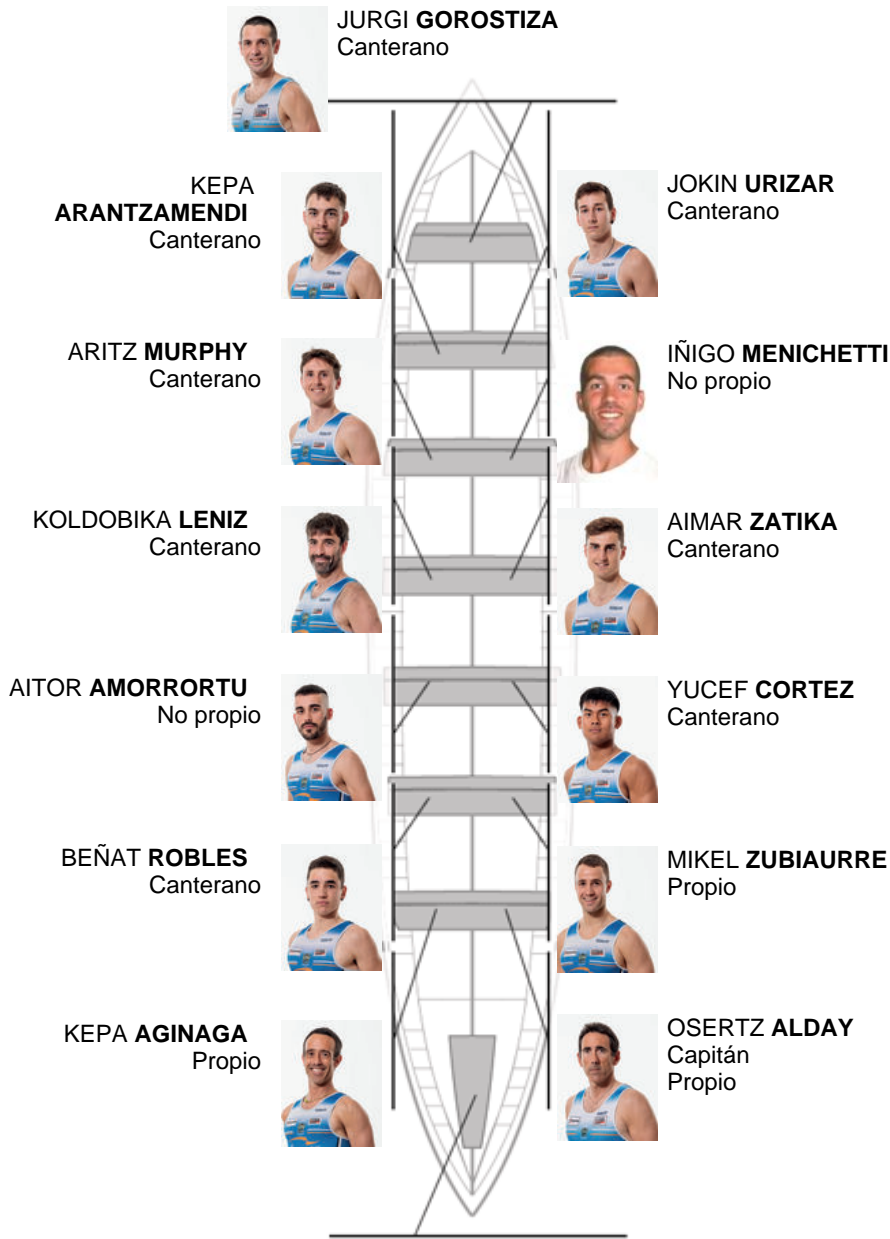 JURGI GOROSTIZA
Canterano
KEPA
ARANTZAMENDI
Canterano
JOKIN URIZAR
Canterano
ARITZ MURPHY
Canterano
IÑIGO MENICHETTI
No propio
KOLDOBIKA LENIZ
Canterano
AIMAR ZATIKA
Canterano
AITOR AMORRORTU
No propio
YUCEF CORTEZ
Canterano
BEÑAT ROBLES
Canterano
MIKEL ZUBIAURRE
Propio
KEPA AGINAGA
Propio
OSERTZ ALDAY
Capitán
Propio